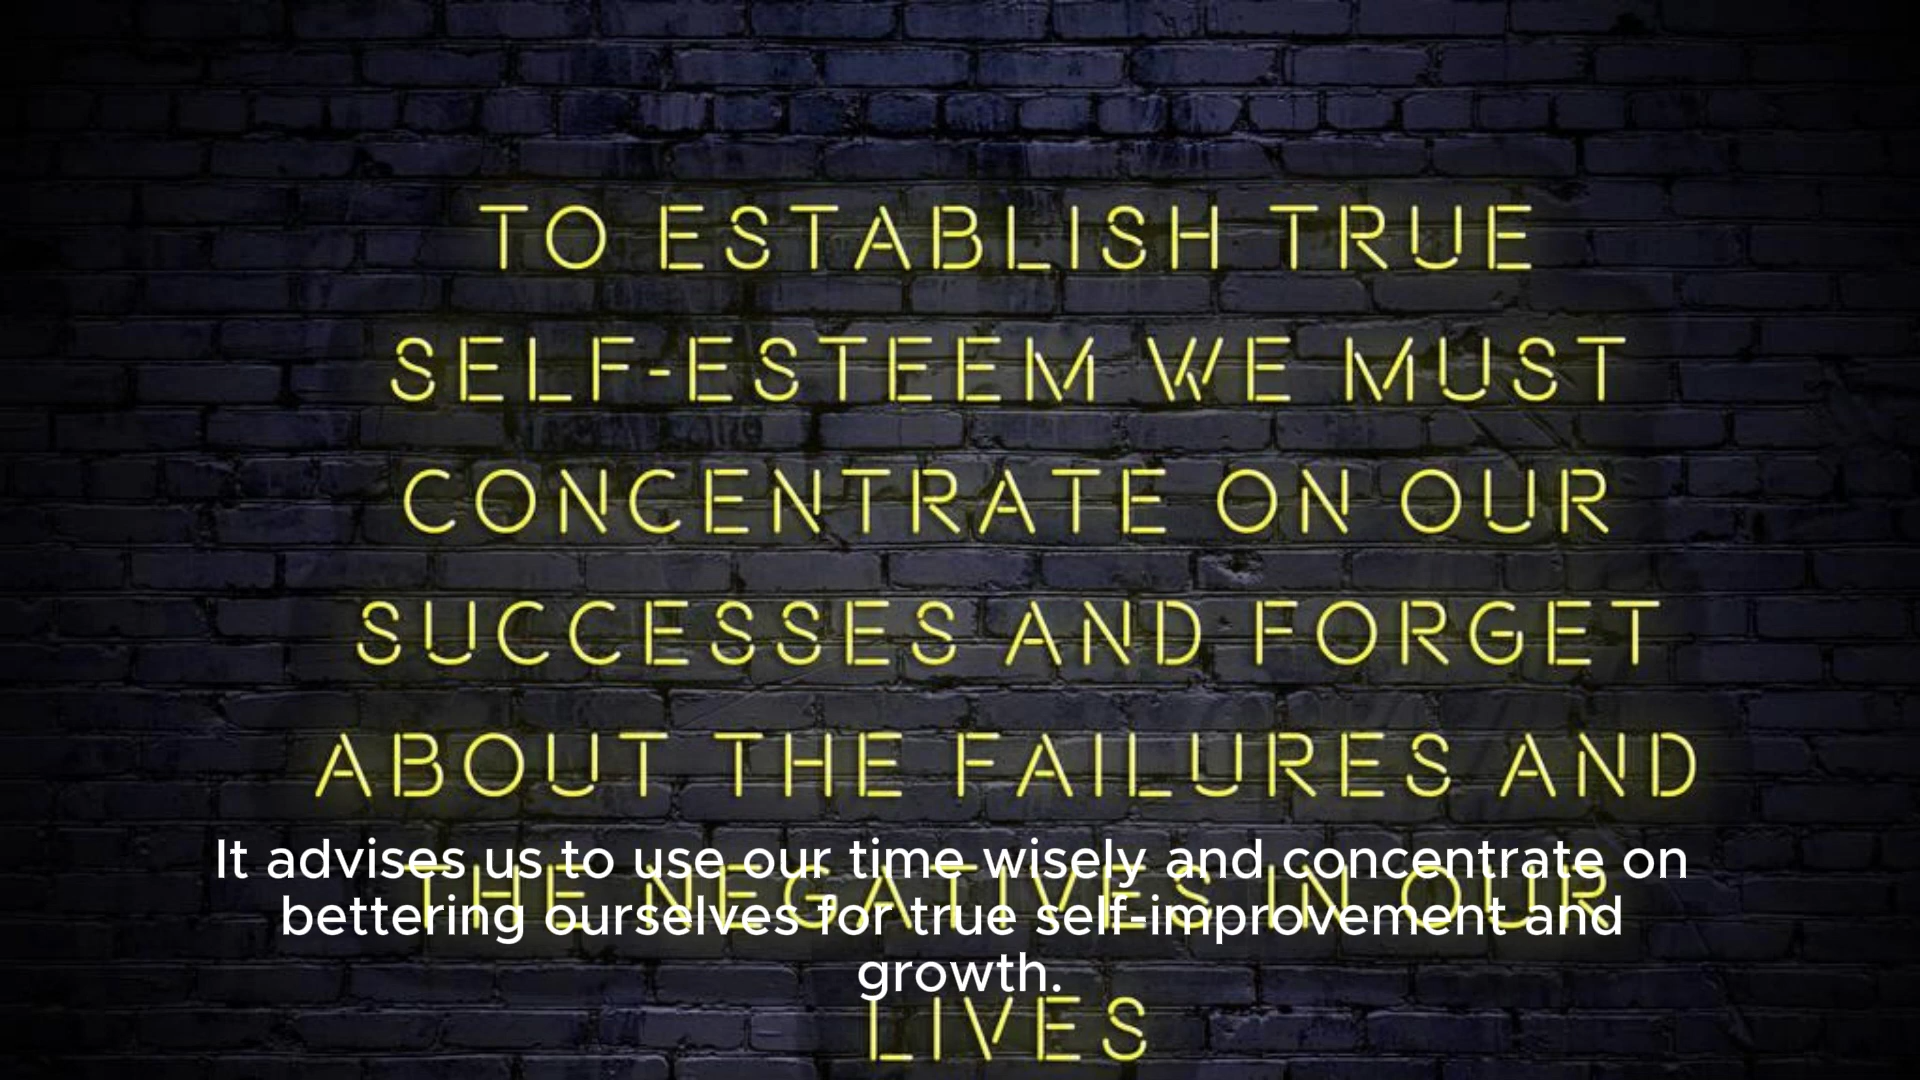 TO ESTABLISH TRUE
SELF-ESTEEM WE MUST
CONCENTRATE ON OUR
SUCCESSES AND FORGET
ABOUT THE FAILURES AND
THE NEGATIVES IN OUR
LIVES
It advises us to use our time wisely and concentrate on
bettering ourselves for true self-improvement and
growth.